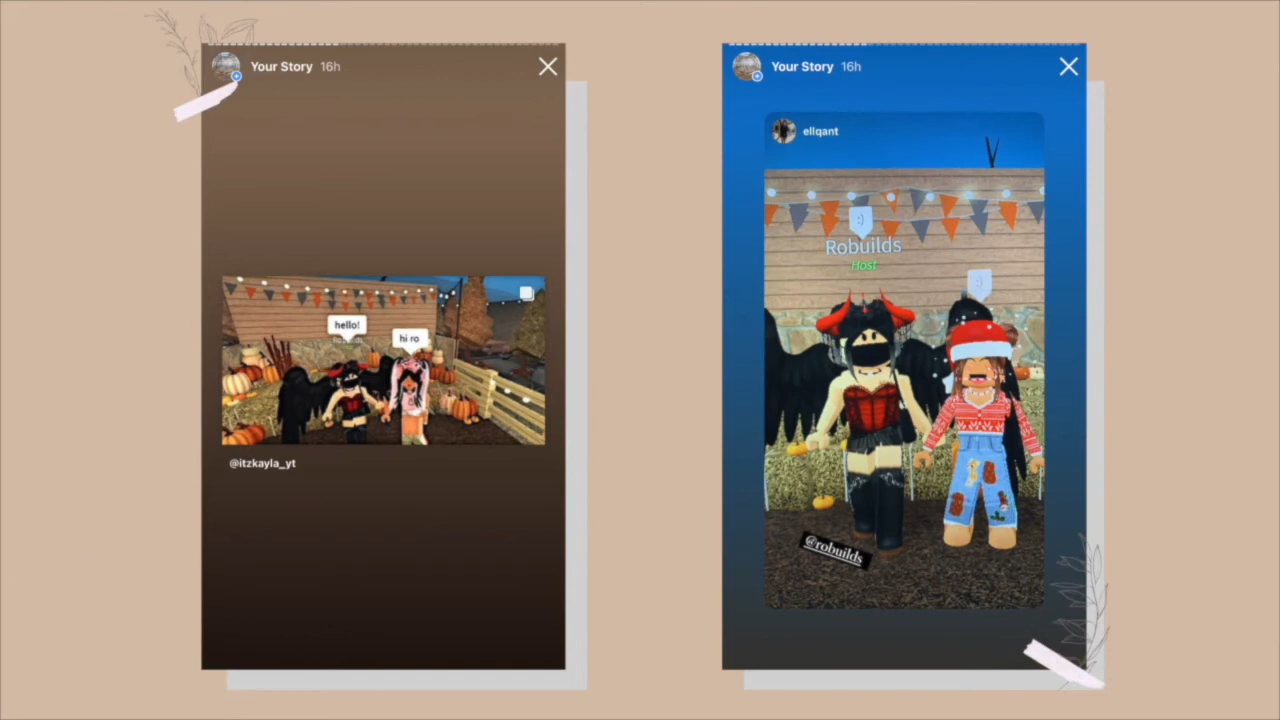 Your Story 16h
hello!
hi ro
@itzkayla_yt
Your Story 16h
ellqant
:)
Robuilds
Host
@robuilds